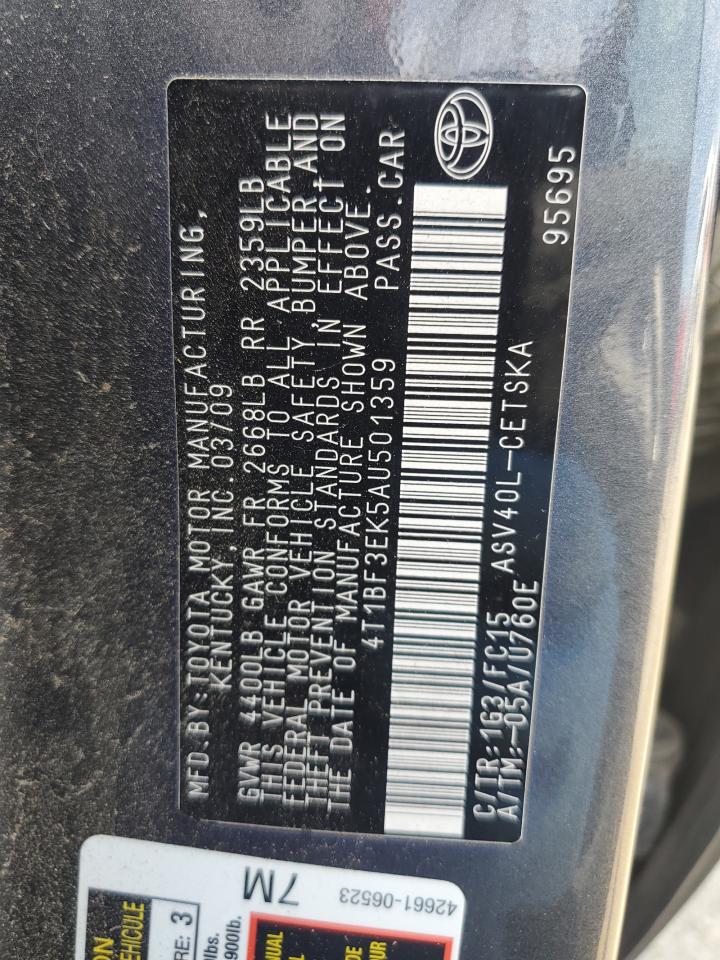 MFD.BY:TOYOTA MOTOR MANUFACTURING,
KENTUCKY, INC.03/09
GVWR 4400LB GAWR FR 2668LB RR 2359LB
THIS VEHICLE CONFORMS TO ALL APPLICABLE
FEDERAL MOTOR VEHICLE SAFETY, BUMPER AND
THEFT PREVENTION STANDARDS IN EFFECT ON
THE DATE OF MANUFACTURE SHOWN ABOVE.
4T1BF3EK5AU501359 PASS.CAR
C/TR:1G3/FC15 ASV40L-CETSKA
A/TM:-05A/U760E
95695
7M
42661-06523
3
900lb.